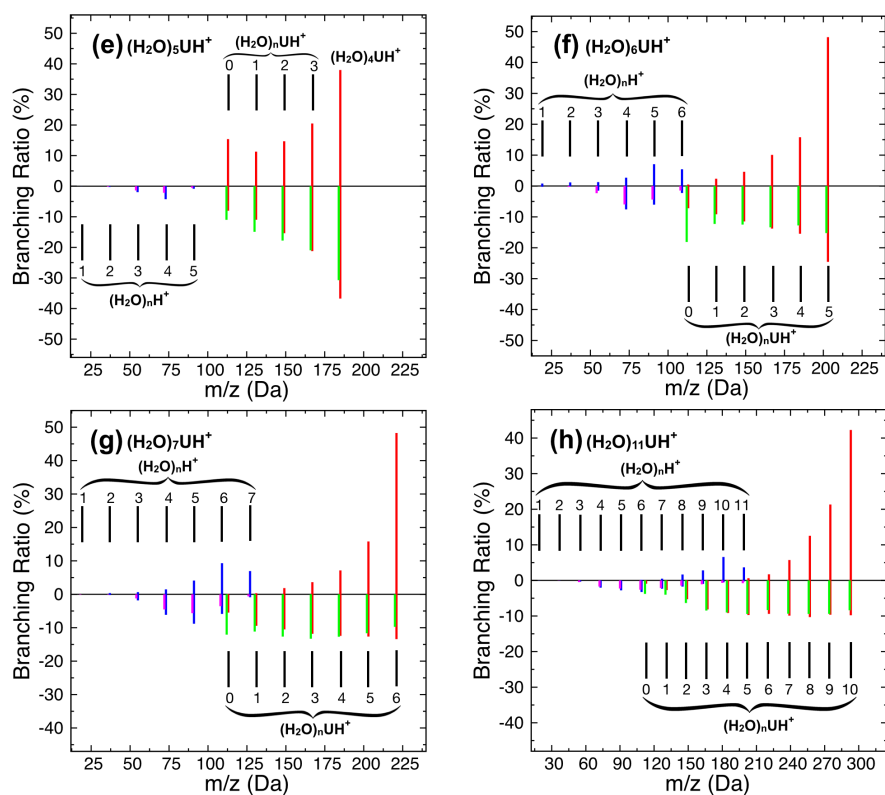 (e) (H2O)5UH+
(H2O)nUH+
(H2O)4UH+
0 1 2 3
50
40
30
20
10
0
-10
-20
-30
-40
-50
Branching Ratio (%)
1 2 3 4 5
(H2O)nH+
25 50 75 100 125 150 175 200 225
m/z (Da)
(f) (H2O)6UH+
(H2O)nH+
1 2 3 4 5 6
50
40
30
20
10
0
-10
-20
-30
-40
-50
Branching Ratio (%)
0 1 2 3 4 5
(H2O)nUH+
25 50 75 100 125 150 175 200 225
m/z (Da)
(g) (H2O)7UH+
(H2O)nH+
1 2 3 4 5 6 7
50
40
30
20
10
0
-10
-20
-30
-40
Branching Ratio (%)
0 1 2 3 4 5 6
(H2O)nUH+
25 50 75 100 125 150 175 200 225
m/z (Da)
(h) (H2O)11UH+
(H2O)nH+
1 2 3 4 5 6 7 8 9 10 11
40
30
20
10
0
-10
-20
-30
-40
Branching Ratio (%)
0 1 2 3 4 5 6 7 8 9 10
(H2O)nUH+
30 60 90 120 150 180 210 240 270 300
m/z (Da)